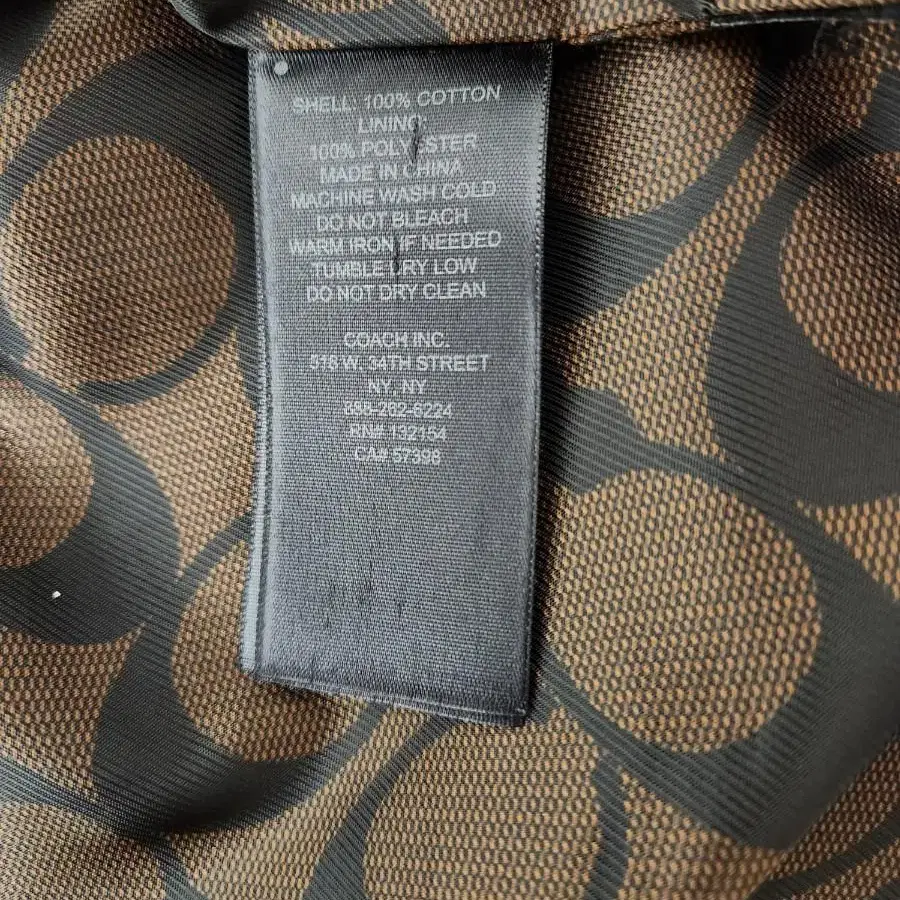 SHELL: 100% COTTON
LINING:
100% POLYESTER
MADE IN CHINA
MACHINE WASH COLD
DO NOT BLEACH
WARM IRON IF NEEDED
TUMBLE DRY LOW
DO NOT DRY CLEAN
COACH INC.
516 W. 34TH STREET
NY, NY
888-262-6224
RN# 132154
CA# 57398